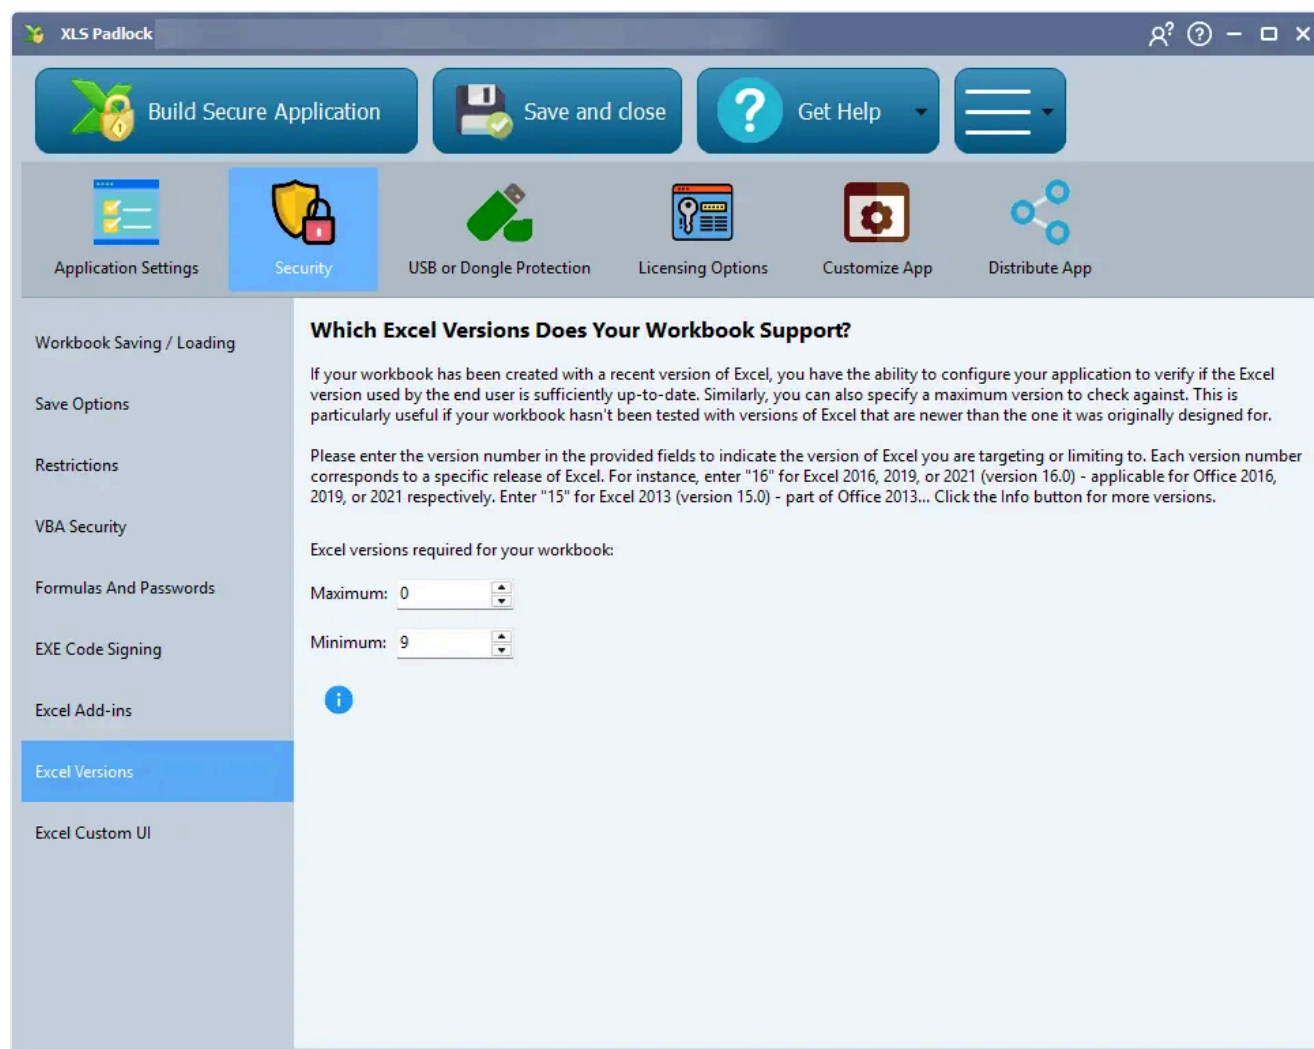 XLS Padlock
Build Secure Application
Save and close
? Get Help
Application Settings
Security
USB or Dongle Protection
Licensing Options
Customize App
Distribute App
Workbook Saving / Loading
Save Options
Restrictions
VBA Security
Formulas And Passwords
EXE Code Signing
Excel Add-ins
Excel Versions
Excel Custom UI
Which Excel Versions Does Your Workbook Support?
If your workbook has been created with a recent version of Excel, you have the ability to configure your application to verify if the Excel
version used by the end user is sufficiently up-to-date. Similarly, you can also specify a maximum version to check against. This is
particularly useful if your workbook hasn't been tested with versions of Excel that are newer than the one it was originally designed for.
Please enter the version number in the provided fields to indicate the version of Excel you are targeting or limiting to. Each version number
corresponds to a specific release of Excel. For instance, enter "16" for Excel 2016, 2019, or 2021 (version 16.0) - applicable for Office 2016,
2019, or 2021 respectively. Enter "15" for Excel 2013 (version 15.0) - part of Office 2013... Click the Info button for more versions.
Excel versions required for your workbook:
Maximum: 0
Minimum: 9
i